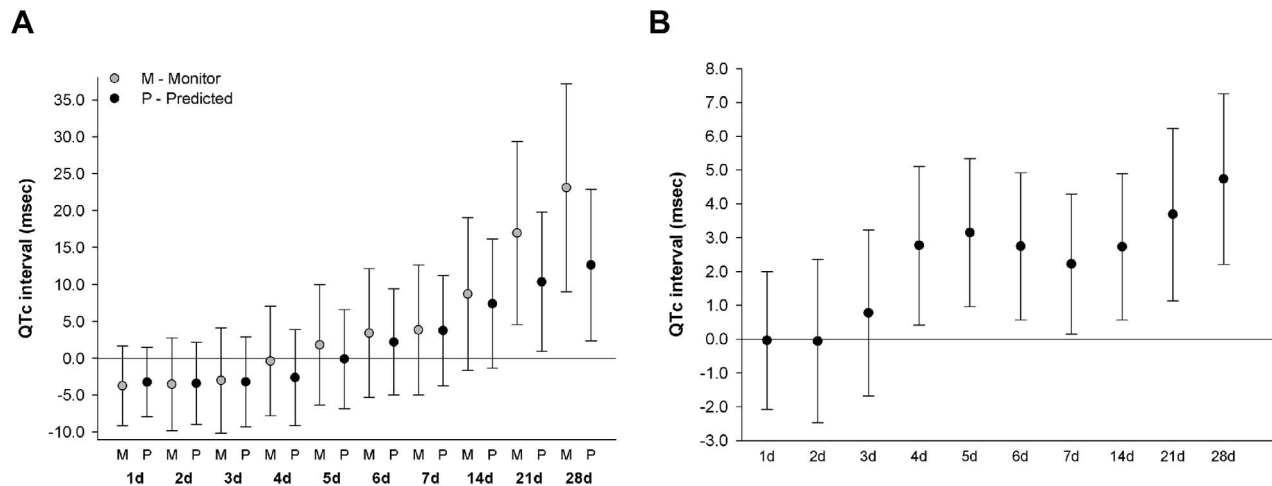 A
M - Monitor
P - Predicted
QTc interval (msec)
35.0
30.0
25.0
20.0
15.0
10.0
5.0
0.0
-5.0
-10.0
M P M P M P M P M P M P M P M P M P M P
1d 2d 3d 4d 5d 6d 7d 14d 21d 28d
B
QTc interval (msec)
8.0
7.0
6.0
5.0
4.0
3.0
2.0
1.0
0.0
-1.0
-2.0
-3.0
1d 2d 3d 4d 5d 6d 7d 14d 21d 28d